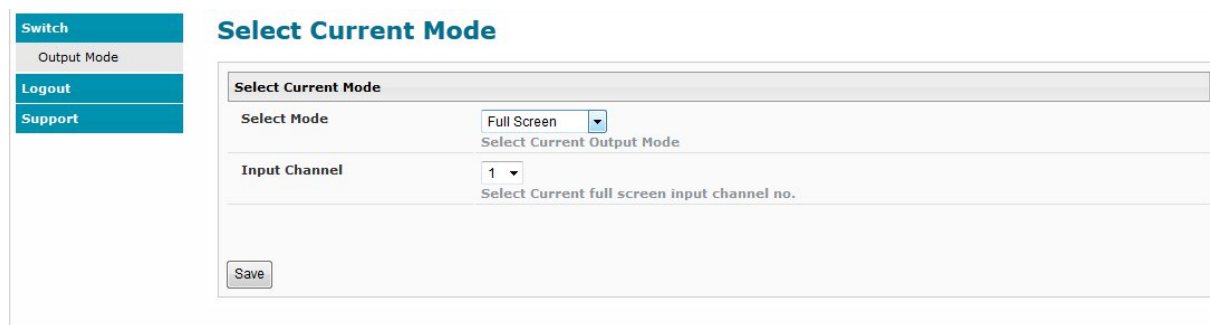 Switch
Output Mode
Logout
Support
Select Current Mode
Select Current Mode
Select Mode
Full Screen
Select Current Output Mode
Input Channel
1
Select Current full screen input channel no.
Save